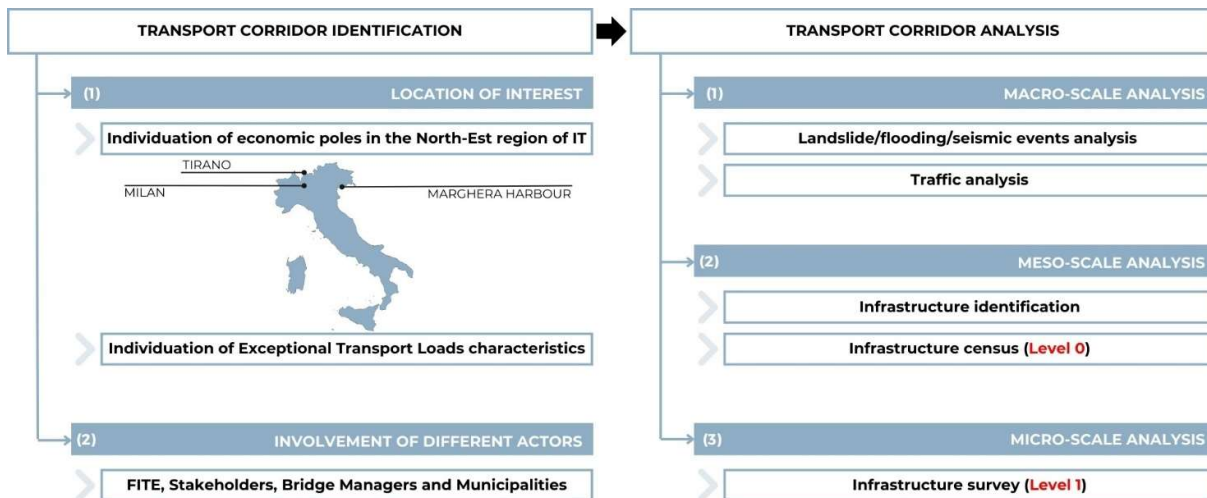 TRANSPORT CORRIDOR IDENTIFICATION
(1) LOCATION OF INTEREST
Individuation of economic poles in the North-Est region of IT
TIRANO
MILAN
MARGHERA HARBOUR
Individuation of Exceptional Transport Loads characteristics
(2) INVOLVEMENT OF DIFFERENT ACTORS
FITE, Stakeholders, Bridge Managers and Municipalities
TRANSPORT CORRIDOR ANALYSIS
(1) MACRO-SCALE ANALYSIS
Landslide/flooding/seismic events analysis
Traffic analysis
(2) MESO-SCALE ANALYSIS
Infrastructure identification
Infrastructure census (Level 0)
(3) MICRO-SCALE ANALYSIS
Infrastructure survey (Level 1)